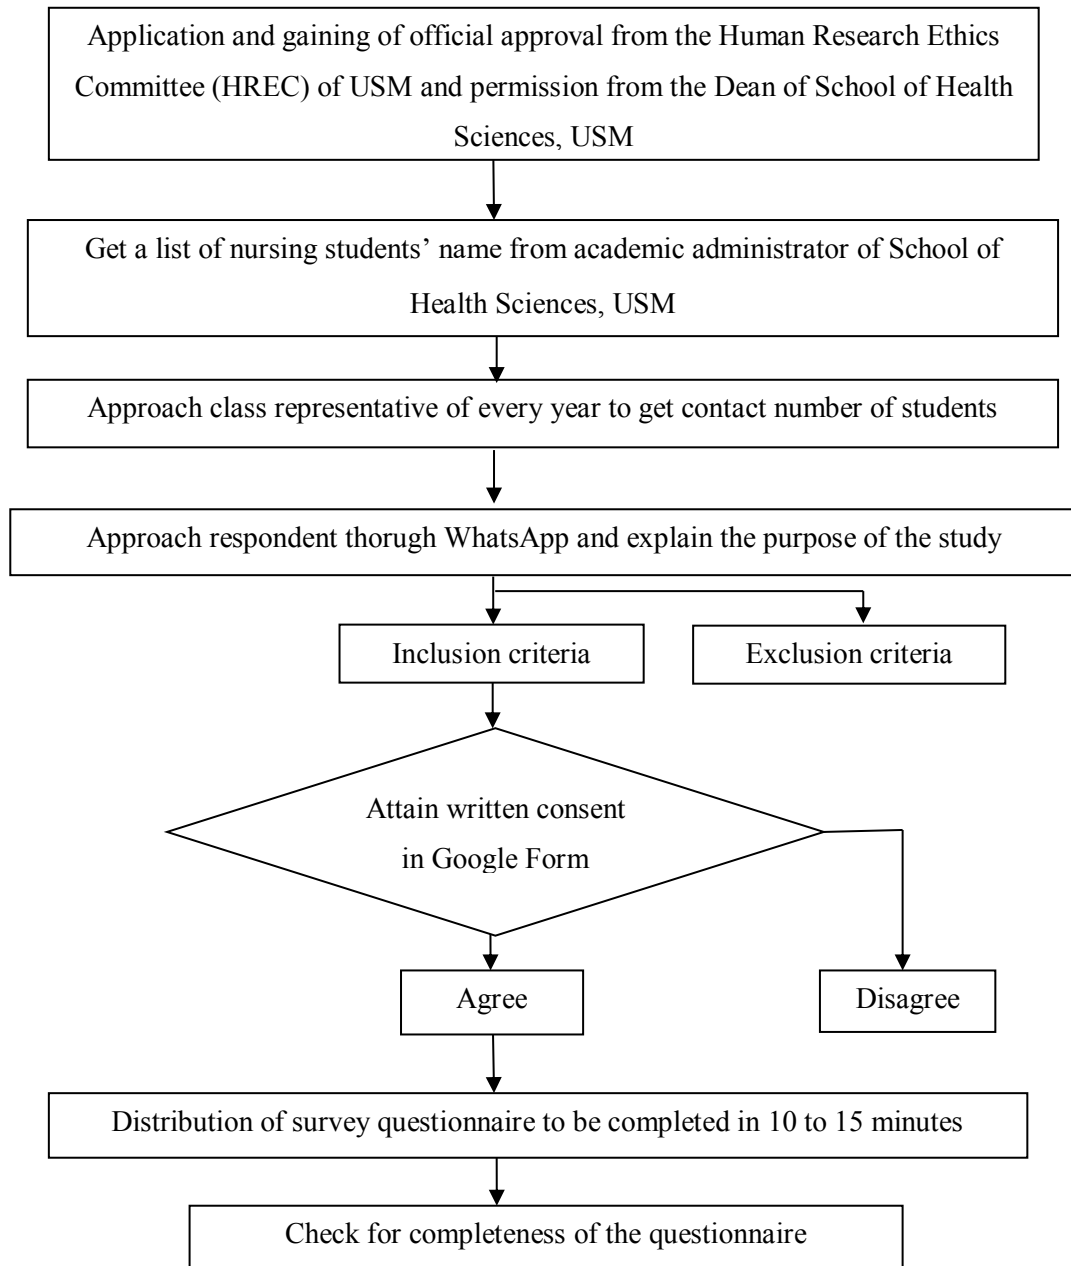 Application and gaining of official approval from the Human Research Ethics
Committee (HREC) of USM and permission from the Dean of School of Health
Sciences, USM
Get a list of nursing students’ name from academic administrator of School of
Health Sciences, USM
Approach class representative of every year to get contact number of students
Approach respondent thorugh WhatsApp and explain the purpose of the study
Inclusion criteria
Exclusion criteria
Attain written consent
in Google Form
Agree
Disagree
Distribution of survey questionnaire to be completed in 10 to 15 minutes
Check for completeness of the questionnaire